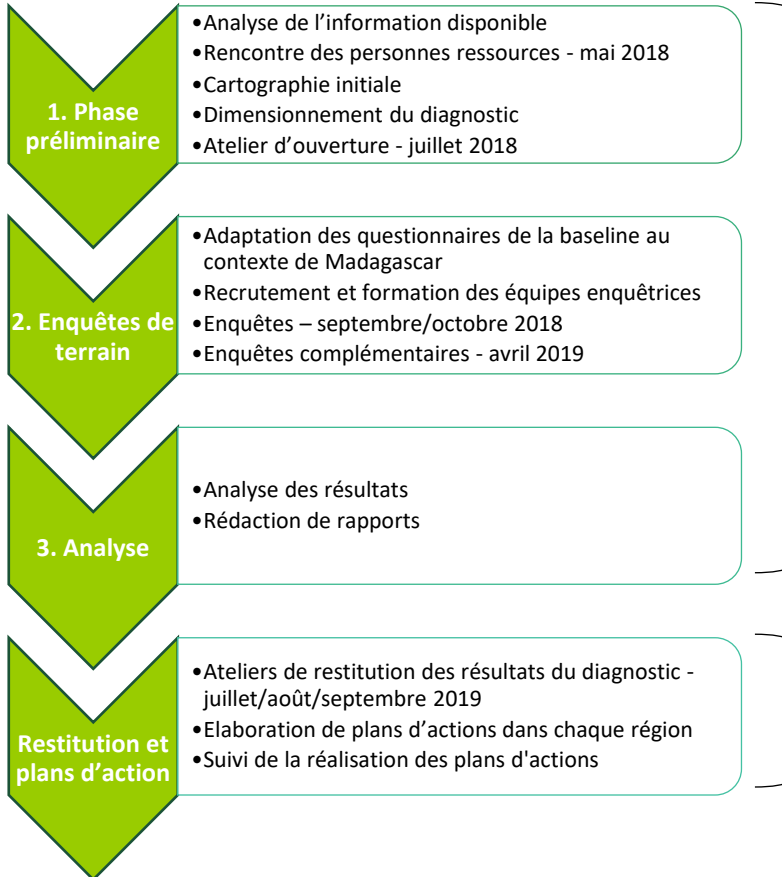 1. Phase
préliminaire
•Analyse de l’information disponible
•Rencontre des personnes ressources - mai 2018
•Cartographie initiale
•Dimensionnement du diagnostic
•Atelier d’ouverture - juillet 2018
2. Enquêtes de
terrain
•Adaptation des questionnaires de la baseline au
contexte de Madagascar
•Recrutement et formation des équipes enquêtrices
•Enquêtes – septembre/octobre 2018
•Enquêtes complémentaires - avril 2019
3. Analyse
•Analyse des résultats
•Rédaction de rapports
Restitution et
plans d’action
•Ateliers de restitution des résultats du diagnostic -
juillet/août/septembre 2019
•Elaboration de plans d’actions dans chaque région
•Suivi de la réalisation des plans d'actions